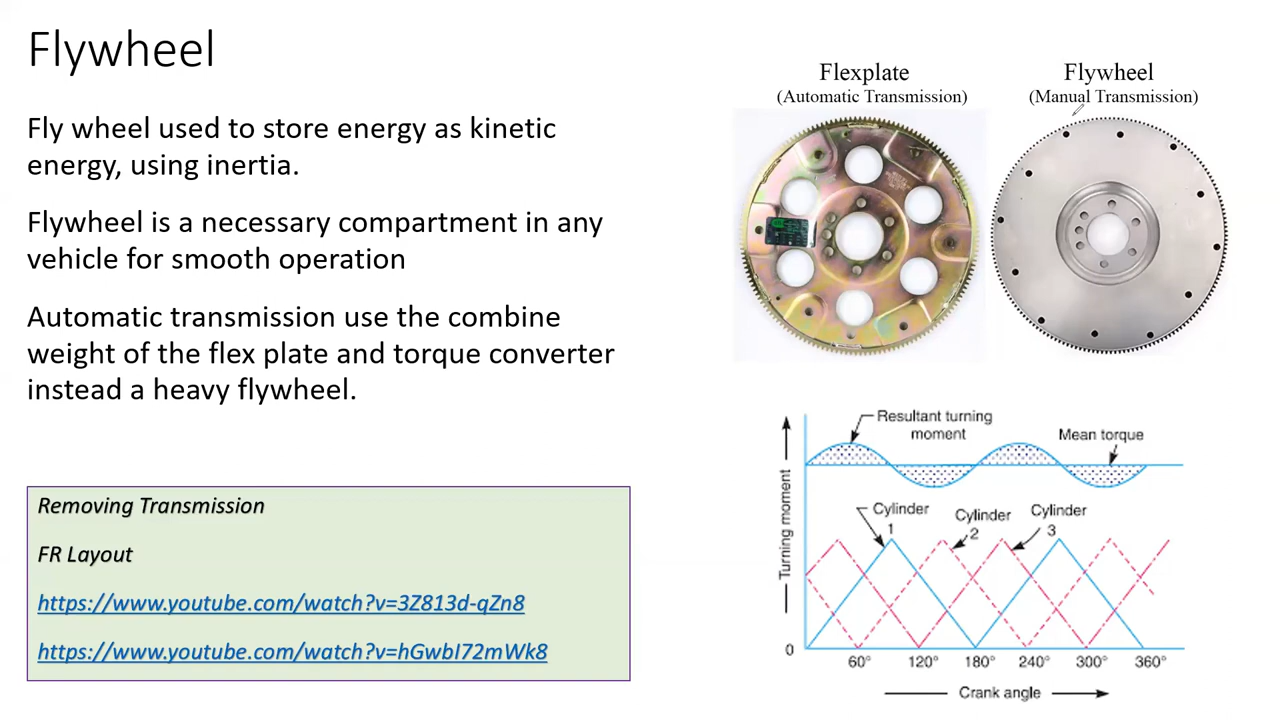 Flywheel
Fly wheel used to store energy as kinetic
energy, using inertia.
Flywheel is a necessary compartment in any
vehicle for smooth operation
Automatic transmission use the combine
weight of the flex plate and torque converter
instead a heavy flywheel.
Removing Transmission
FR Layout
https://www.youtube.com/watch?v=3Z813d-qZn8
https://www.youtube.com/watch?v=hGwbI72mWk8
Flexplate
(Automatic Transmission)
Flywheel
(Manual Transmission)
Resultant turning
moment
Mean torque
Turning moment
Cylinder
1
Cylinder
2
Cylinder
3
0
60° 120° 180° 240° 300° 360°
Crank angle